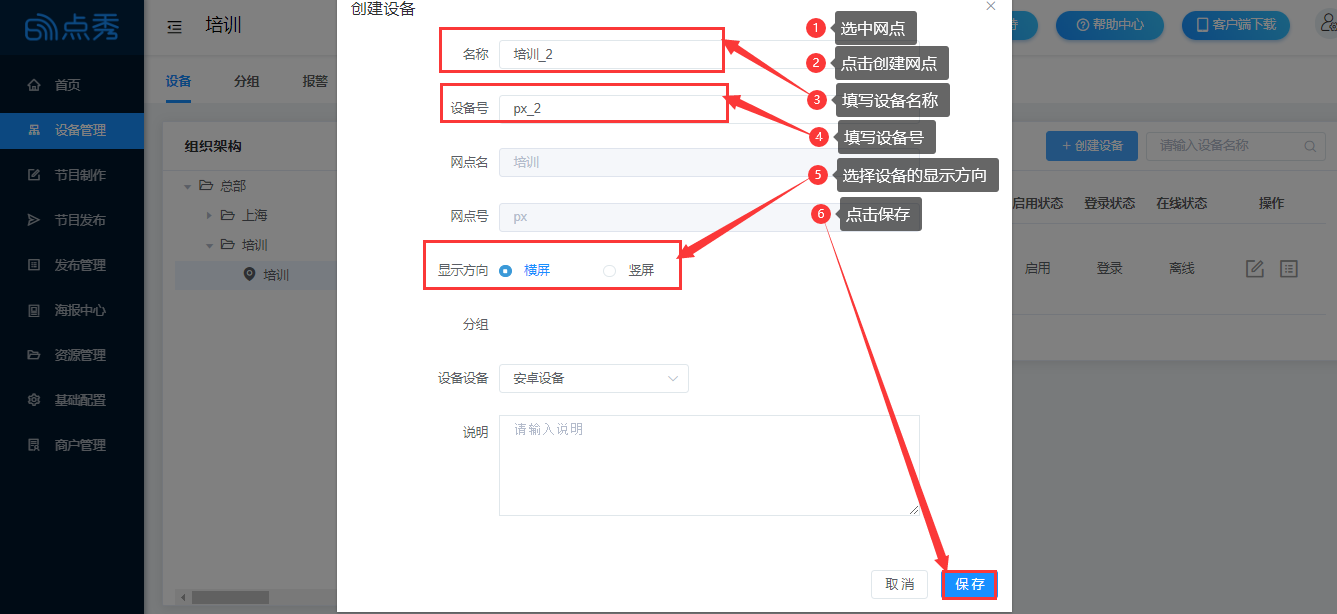 点秀
首页
设备管理
节目制作
节目发布
发布管理
海报中心
资源管理
基础配置
商户管理
培训
帮助中心
客户端下载
设备
分组
报警
组织架构
总部
上海
培训
培训
+ 创建设备
请输入设备名称
启用状态
登录状态
在线状态
操作
启用
登录
离线
创建设备
名称
培训_2
设备号
px_2
网点名
培训
网点号
px
显示方向
横屏
竖屏
分组
设备设备
安卓设备
说明
请输入说明
取消
保存
1 选中网点
2 点击创建网点
3 填写设备名称
4 填写设备号
5 选择设备的显示方向
6 点击保存